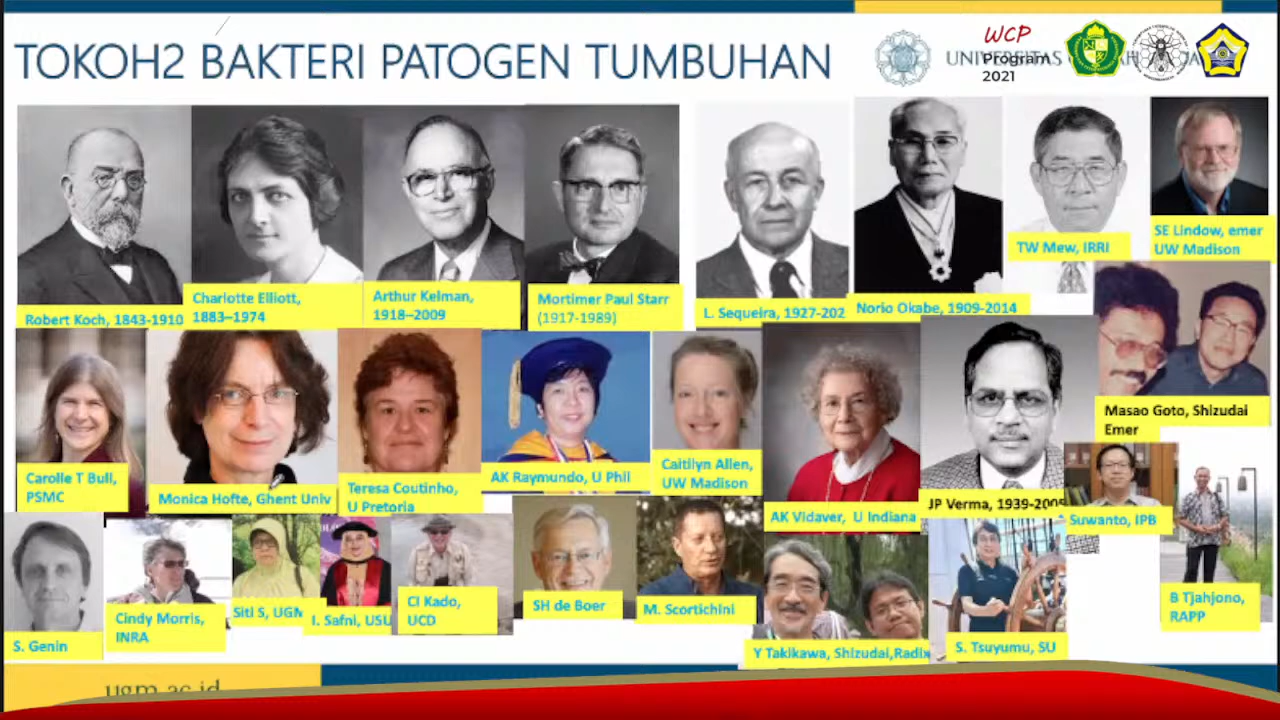 TOKOH2 BAKTERI PATOGEN TUMBUHAN
WCP
Program
2021
Robert Koch, 1843-1910
Charlotte Elliott,
1883–1974
Arthur Kelman,
1918–2009
Mortimer Paul Starr
(1917-1989)
L. Sequeira, 1927-202
Norio Okabe, 1909-2014
TW Mew, IRRI
SE Lindow, emer
UW Madison
Masao Goto, Shizudai
Emer
Carolle T Bull,
PSMC
Monica Hofte, Ghent Univ
Teresa Coutinho,
U Pretoria
AK Raymundo, U Phil
Caitilyn Allen,
UW Madison
AK Vidaver, U Indiana
JP Verma, 1939-2005
Suwanto, IPB
S. Genin
Cindy Morris,
INRA
Siti S, UGM
I. Safni, USU
CI Kado,
UCD
SH de Boer
M. Scortichini
Y Takikawa, Shizudai,Radix
S. Tsuyumu, SU
B Tjahjono,
RAPP
ugm.ac.id